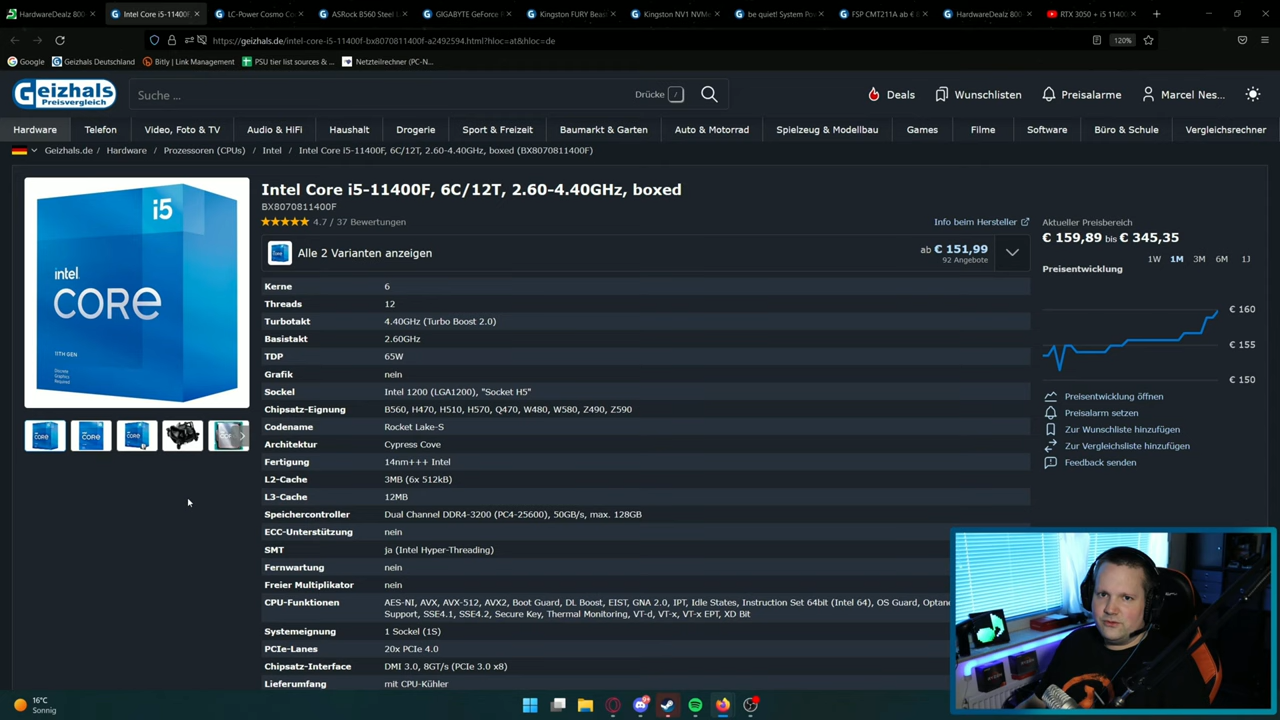 HardwareDealz 800
Intel Core i5-11400F
LC-Power Cosmo Co
ASRock B560 Steel L
GIGABYTE GeForce
Kingston FURY Beas
Kingston NV1 NVMe
be quiet! System Po
FSP CMT211A ab €
HardwareDealz 800
RTX 3050 + i5 11400
https://geizhals.de/intel-core-i5-11400f-bx8070811400f-a2492594.html?hloc=at&hloc=de
120%
Google
Geizhals Deutschland
Bitly | Link Management
PSU tier list sources & ...
Netzteilrechner (PC-N...
Geizhals
Preisvergleich
Suche ...
Drücke /
Deals
Wunschlisten
Preisalarme
Marcel Nes...
Hardware
Telefon
Video, Foto & TV
Audio & HiFi
Haushalt
Drogerie
Sport & Freizeit
Baumarkt & Garten
Auto & Motorrad
Spielzeug & Modellbau
Games
Filme
Software
Büro & Schule
Vergleichsrechner
Geizhals.de / Hardware / Prozessoren (CPUs) / Intel / Intel Core i5-11400F, 6C/12T, 2.60-4.40GHz, boxed (BX8070811400F)
i5
intel
CORE
11TH GEN
Discrete
Graphics
Required
Intel Core i5-11400F, 6C/12T, 2.60-4.40GHz, boxed
BX8070811400F
4.7 / 37 Bewertungen
Info beim Hersteller
Alle 2 Varianten anzeigen
ab € 151,99
92 Angebote
Kerne 6
Threads 12
Turbotakt 4.40GHz (Turbo Boost 2.0)
Basistakt 2.60GHz
TDP 65W
Grafik nein
Sockel Intel 1200 (LGA1200), "Socket H5"
Chipsatz-Eignung B560, H470, H510, H570, Q470, W480, W580, Z490, Z590
Codename Rocket Lake-S
Architektur Cypress Cove
Fertigung 14nm+++ Intel
L2-Cache 3MB (6x 512kB)
L3-Cache 12MB
Speichercontroller Dual Channel DDR4-3200 (PC4-25600), 50GB/s, max. 128GB
ECC-Unterstützung nein
SMT ja (Intel Hyper-Threading)
Fernwartung nein
Freier Multiplikator nein
CPU-Funktionen AES-NI, AVX, AVX-512, AVX2, Boot Guard, DL Boost, EIST, GNA 2.0, IPT, Idle States, Instruction Set 64bit (Intel 64), OS Guard, Optane
Support, SSE4.1, SSE4.2, Secure Key, Thermal Monitoring, VT-d, VT-x, VT-x EPT, XD Bit
Systemeignung 1 Sockel (1S)
PCIe-Lanes 20x PCIe 4.0
Chipsatz-Interface DMI 3.0, 8GT/s (PCIe 3.0 x8)
Lieferumfang mit CPU-Kühler
Aktueller Preisbereich
€ 159,89 bis € 345,35
1W 1M 3M 6M 1J
Preisentwicklung
€ 160
€ 155
€ 150
Preisentwicklung öffnen
Preisalarm setzen
Zur Wunschliste hinzufügen
Zur Vergleichsliste hinzufügen
Feedback senden
16°C
Sonnig